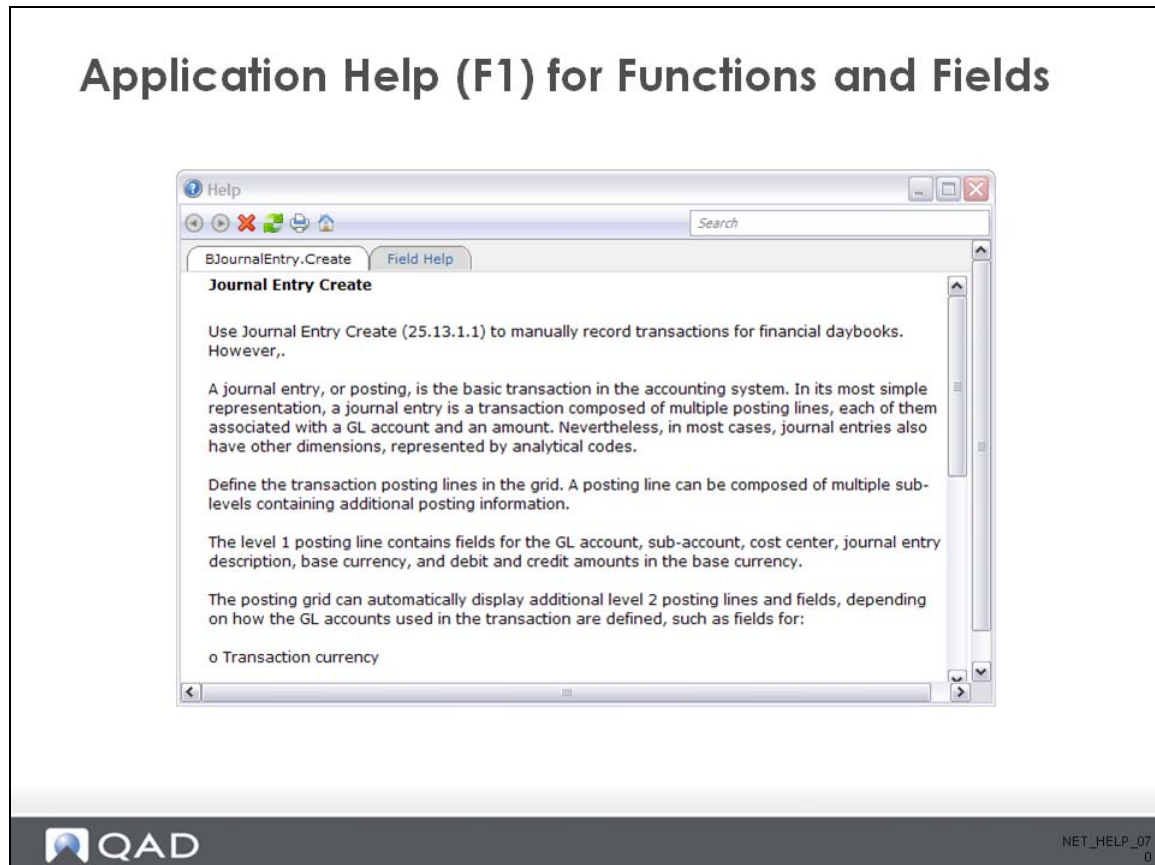 Application Help (F1) for Functions and Fields
Help
Search
BJournalEntry.Create Field Help
Journal Entry Create
Use Journal Entry Create (25.13.1.1) to manually record transactions for financial daybooks.
However,.
A journal entry, or posting, is the basic transaction in the accounting system. In its most simple
representation, a journal entry is a transaction composed of multiple posting lines, each of them
associated with a GL account and an amount. Nevertheless, in most cases, journal entries also
have other dimensions, represented by analytical codes.
Define the transaction posting lines in the grid. A posting line can be composed of multiple sub-
levels containing additional posting information.
The level 1 posting line contains fields for the GL account, sub-account, cost center, journal entry
description, base currency, and debit and credit amounts in the base currency.
The posting grid can automatically display additional level 2 posting lines and fields, depending
on how the GL accounts used in the transaction are defined, such as fields for:
o Transaction currency
QAD
NET_HELP_07
0